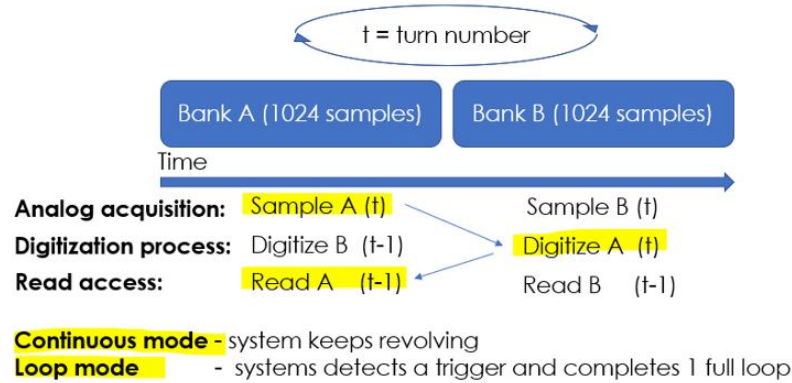 t = turn number
Bank A (1024 samples) Bank B (1024 samples)
Time
Analog acquisition: Sample A (t) Sample B (t)
Digitization process: Digitize B (t-1) Digitize A (t)
Read access: Read A (t-1) Read B (t-1)
Continuous mode - system keeps revolving
Loop mode - systems detects a trigger and completes 1 full loop